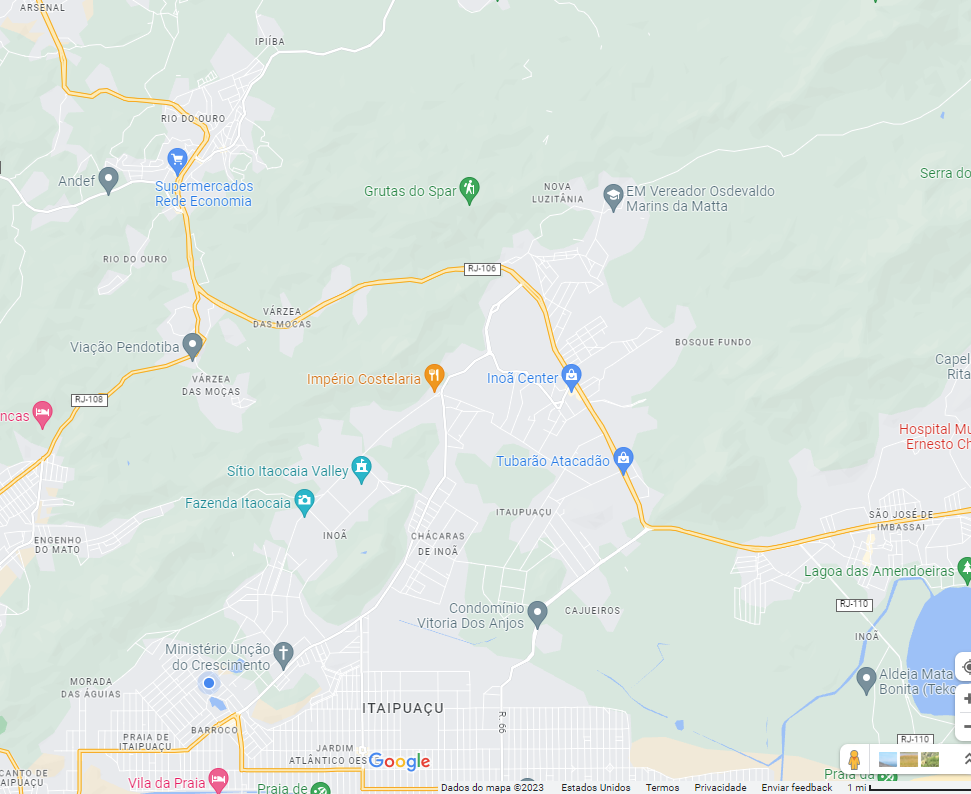 ARSENAL
IPIÍBA
RIO DO OURO
Andef
Supermercados
Rede Economia
Grutas do Spar
NOVA
LUZITÂNIA
EM Vereador Osdevaldo
Marins da Matta
Serra do
RIO DO OURO
RJ-106
VÁRZEA
DAS MOÇAS
Viação Pendotiba
BOSQUE FUNDO
Capel
Rita
VÁRZEA
DAS MOÇAS
Império Costelaria
Inoã Center
RJ-108
ncas
Hospital Mu
Ernesto Ch
Tubarão Atacadão
Sítio Itaocaia Valley
Fazenda Itaocaia
ITAUPUAÇU
SÃO JOSÉ DE
IMBASSAI
INOÃ
CHÁCARAS
DE INOÃ
ENGENHO
DO MATO
Lagoa das Amendoeiras
RJ-110
Condomínio
Vitoria Dos Anjos
CAJUEIROS
INOÃ
Ministério Unção
do Crescimento
Aldeia Mata
Bonita (Teko
MORADA
DAS ÁGUIAS
ITAIPUAÇU
R. 66
BARROCO
PRAIA DE
ITAIPUAÇU
RJ-110
JARDIM
ATLÂNTICO OES
Google
CANTO DE
AIPUAÇU
Vila da Praia
Praia de
Praia da
Dados do mapa ©2023
Estados Unidos
Termos
Privacidade
Enviar feedback
1 mi